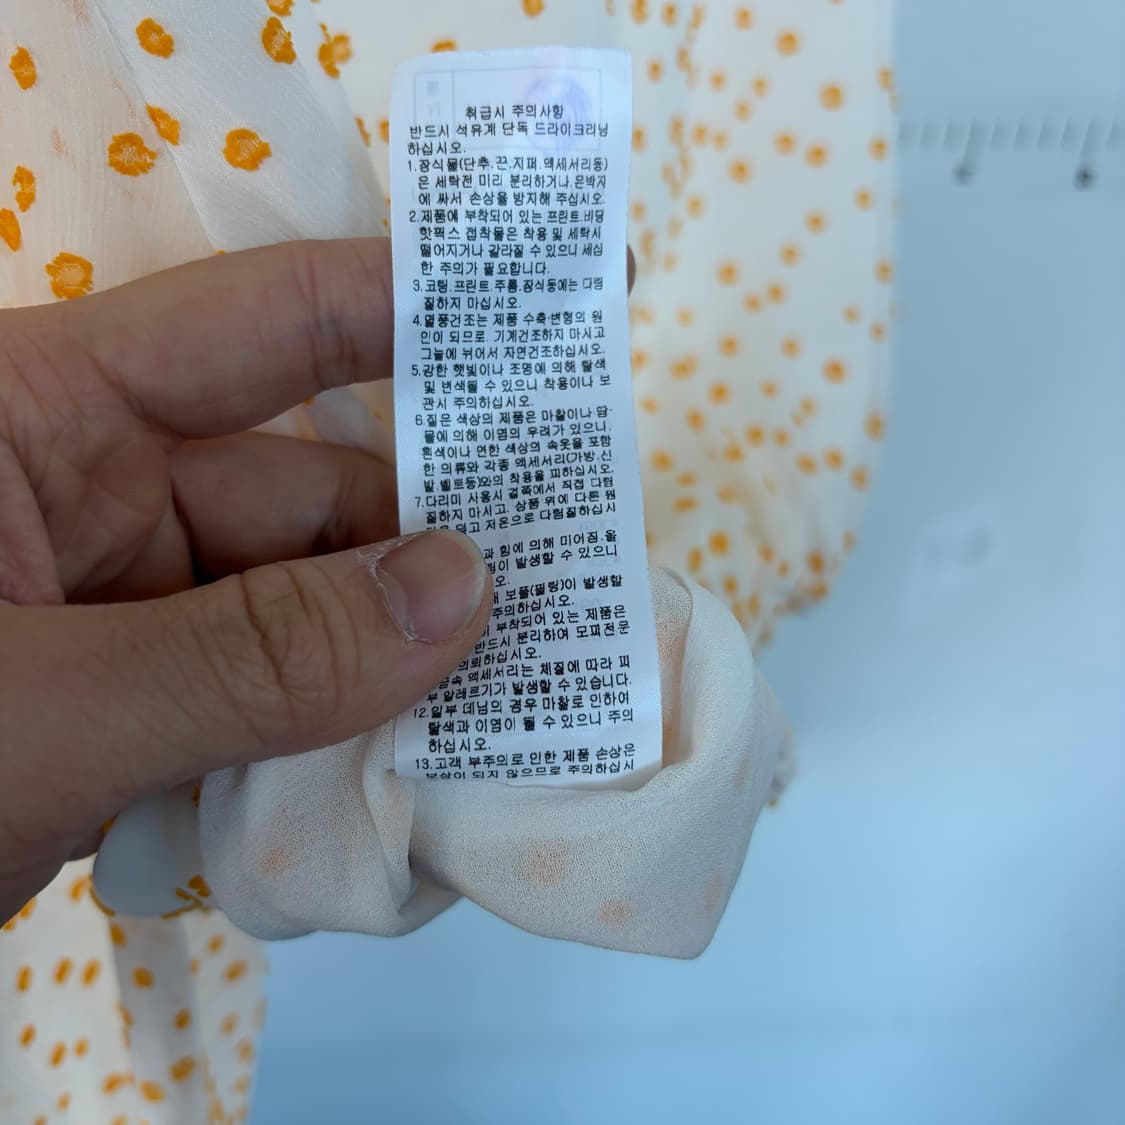 취급시 주의사항
반드시 석유계 단독 드라이크리닝
하십시오.
1.장식물(단추.끈.지퍼.액세서리등)
은 세탁전 미리 분리하거나.은박지
에 싸서 손상을 방지해 주십시오.
2.제품에 부착되어 있는 프린트.비딩
핫픽스 접착물은 착용 및 세탁시
떨어지거나 갈라질 수 있으니 세심
한 주의가 필요합니다.
3.코팅.프린트.주름.장식등에는 다림
질하지 마십시오.
4.열풍건조는 제품 수축·변형의 원
인이 되므로. 기계건조하지 마시고
그늘에 뉘어서 자연건조하십시오.
5.강한 햇빛이나 조명에 의해 탈색
및 변색될 수 있으니 착용이나 보
관시 주의하십시오.
6.짙은 색상의 제품은 마찰이나 땀·
물에 의해 이염의 우려가 있으니.
흰색이나 연한 색상의 속옷을 포함
한 의류와 각종 액세서리(가방.신
발.벨트등)와의 착용을 피하십시오.
7.다리미 사용시 겉쪽에서 직접 다림
질하지 마시고. 상품 위에 다른 원
덮고 저온으로 다림질하십시
과 힘에 의해 미어짐.올
이 발생할 수 있으니
오.
보풀(필링)이 발생할
주의하십시오.
부착되어 있는 제품은
반드시 분리하여 모피전문
의뢰하십시오.
액세서리는 체질에 따라 피
부 알레르기가 발생할 수 있습니다.
12.일부 데님의 경우 마찰로 인하여
탈색과 이염이 될 수 있으니 주의
하십시오.
13.고객 부주의로 인한 제품 손상은
보상이 되지 않으므로 주의하십시